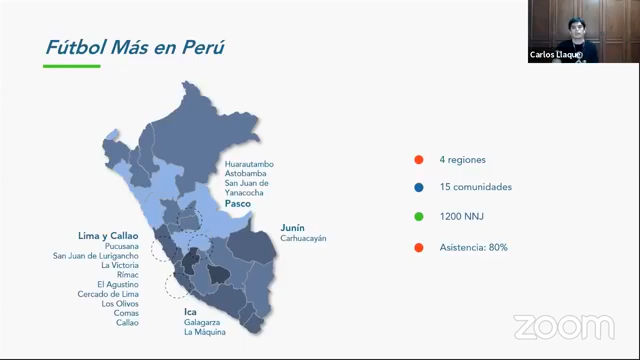 Fútbol Más en Perú
Carlos Llaque
Huarautambo
Astobamba
San Juan de
Yanacocha
Pasco
Junín
Carhuacayán
Lima y Callao
Pucusana
San Juan de Lurigancho
La Victoria
Rímac
El Agustino
Cercado de Lima
Los Olivos
Comas
Callao
Ica
Galagarza
La Máquina
4 regiones
15 comunidades
1200 NNJ
Asistencia: 80%
zoom